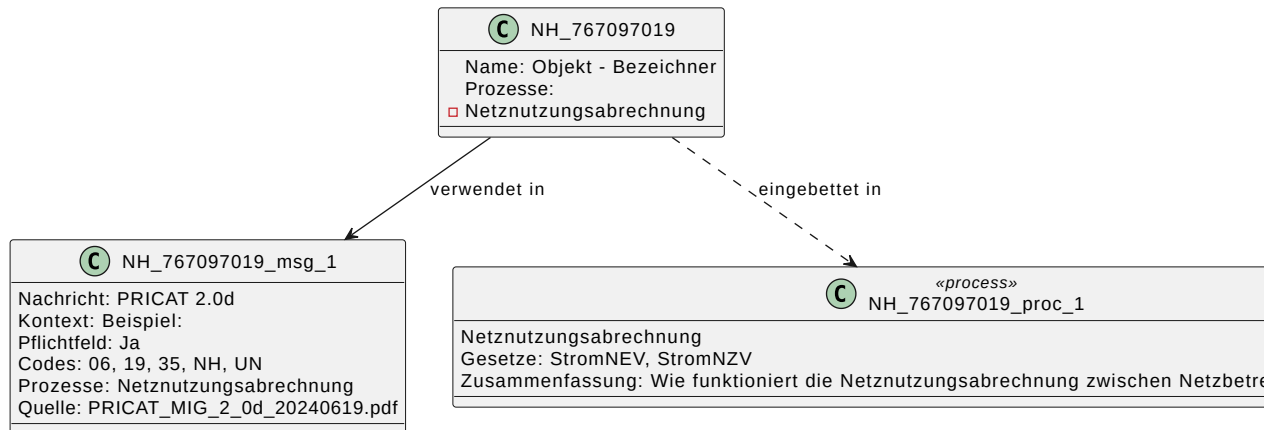 C NH_767097019
Name: Objekt - Bezeichner
Prozesse:
Netznutzungsabrechnung
verwendet in
eingebettet in
C NH_767097019_msg_1
Nachricht: PRICAT 2.0d
Kontext: Beispiel:
Pflichtfeld: Ja
Codes: 06, 19, 35, NH, UN
Prozesse: Netznutzungsabrechnung
Quelle: PRICAT_MIG_2_0d_20240619.pdf
C «process»
NH_767097019_proc_1
Netznutzungsabrechnung
Gesetze: StromNEV, StromNZV
Zusammenfassung: Wie funktioniert die Netznutzungsabrechnung zwischen Netzbetre